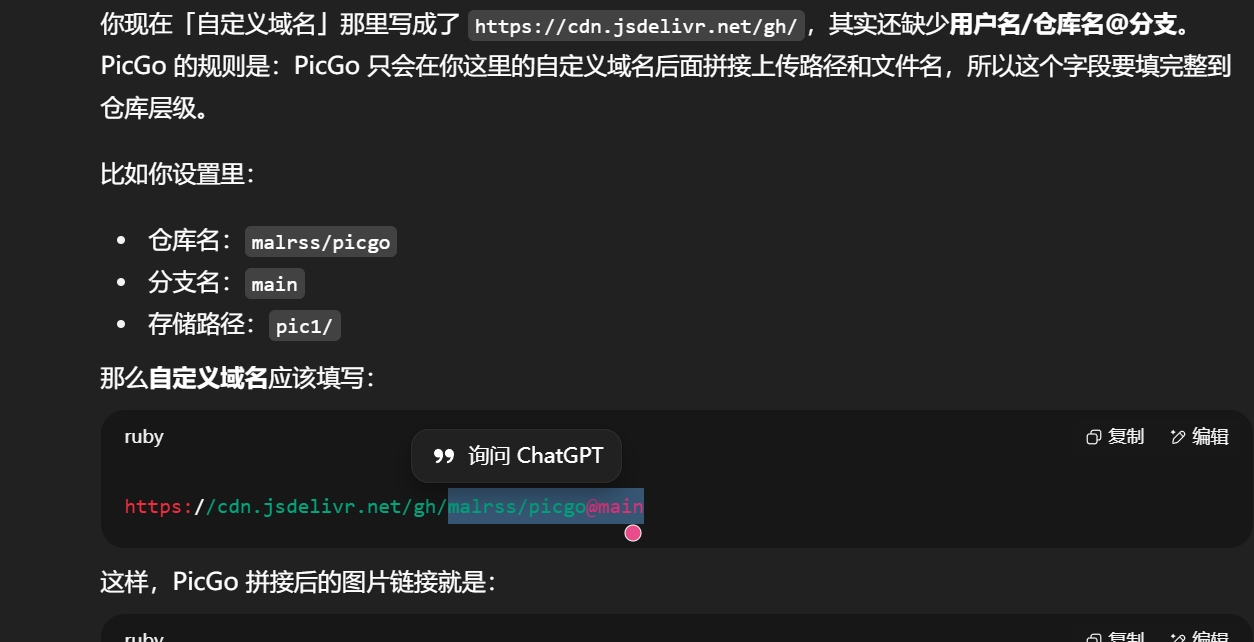 你现在「自定义域名」那里写成了 https://cdn.jsdelivr.net/gh/，其实还缺少用户名/仓库名@分支。
PicGo 的规则是：PicGo 只会在你这里的自定义域名后面拼接上传路径和文件名，所以这个字段要填完整到
仓库层级。
比如你设置里：
• 仓库名：malrss/picgo
• 分支名：main
• 存储路径：pic1/
那么自定义域名应该填写：
ruby 复制 编辑
询问 ChatGPT
https://cdn.jsdelivr.net/gh/malrss/picgo@main
这样，PicGo 拼接后的图片链接就是：
ruby 复制 编辑